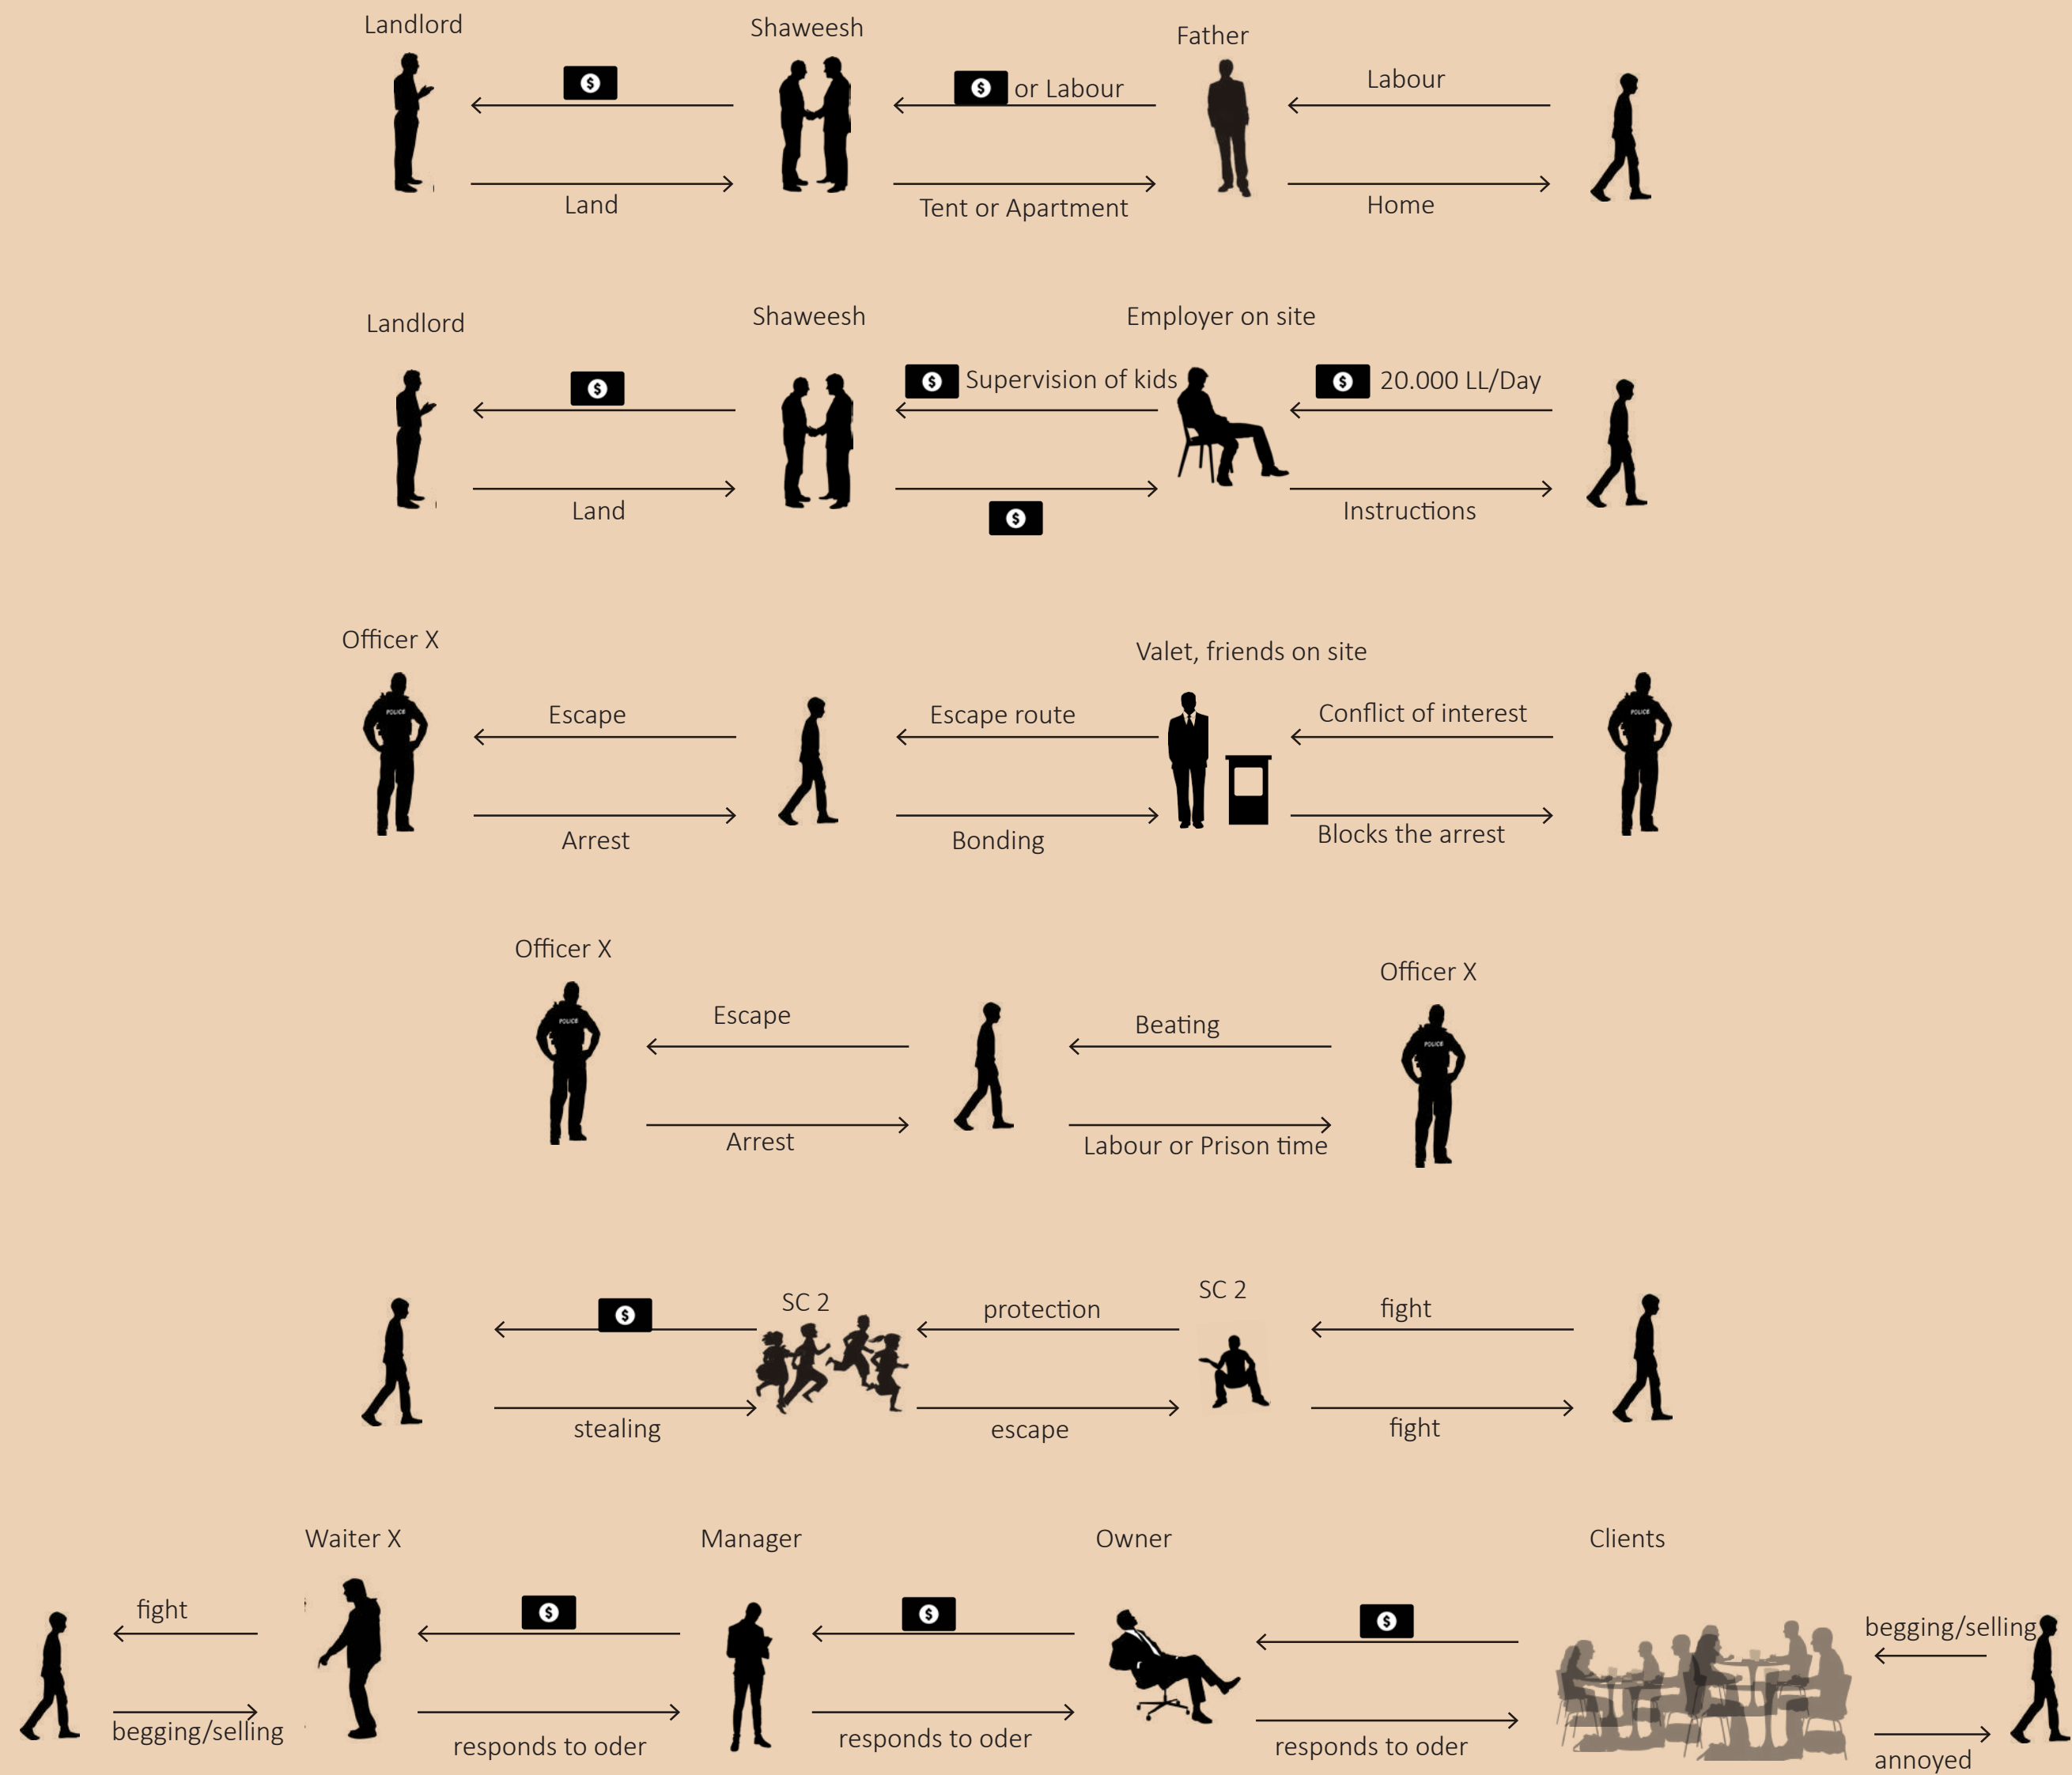 Landlord
Shaweesh
Father
$
$ or Labour
Labour
Land
Tent or Apartment
Home
Landlord
Shaweesh
Employer on site
$
$ Supervision of kids
$ 20.000 LL/Day
Land
$
Instructions
Officer X
Valet, friends on site
POLICE
POLICE
Escape
Escape route
Conflict of interest
Arrest
Bonding
Blocks the arrest
Officer X
Officer X
POLICE
Escape
Beating
POLICE
Arrest
Labour or Prison time
SC 2
SC 2
$
protection
fight
stealing
escape
fight
Waiter X
Manager
Owner
Clients
fight
$
$
$
begging/selling
begging/selling
responds to oder
responds to oder
responds to oder
annoyed